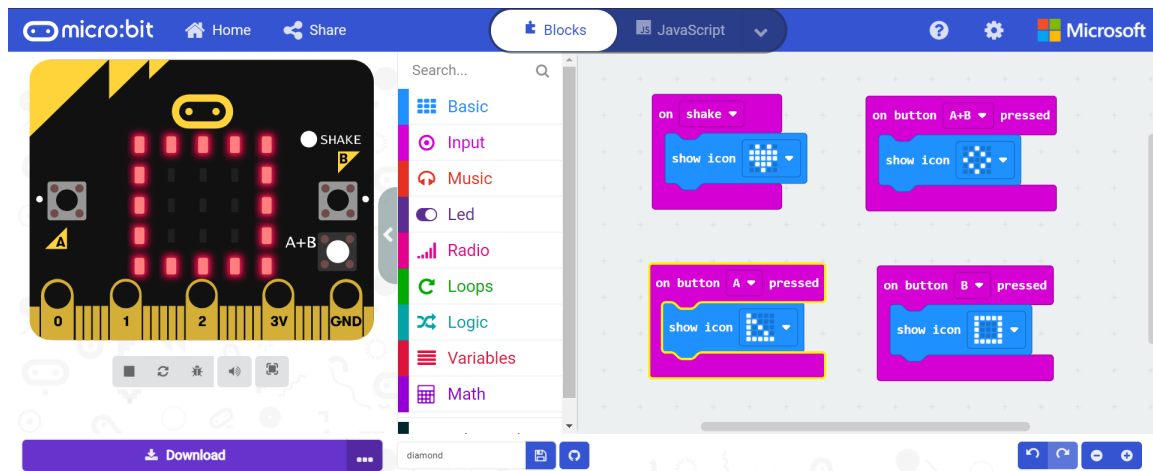 micro:bit
Home
Share
Blocks
JS JavaScript
?
Microsoft
SHAKE
B
A
A+B
0 1 2 3V GND
Download
Search...
Basic
Input
Music
Led
Radio
Loops
Logic
Variables
Math
diamond
on shake
show icon
on button A+B pressed
show icon
on button A pressed
show icon
on button B pressed
show icon